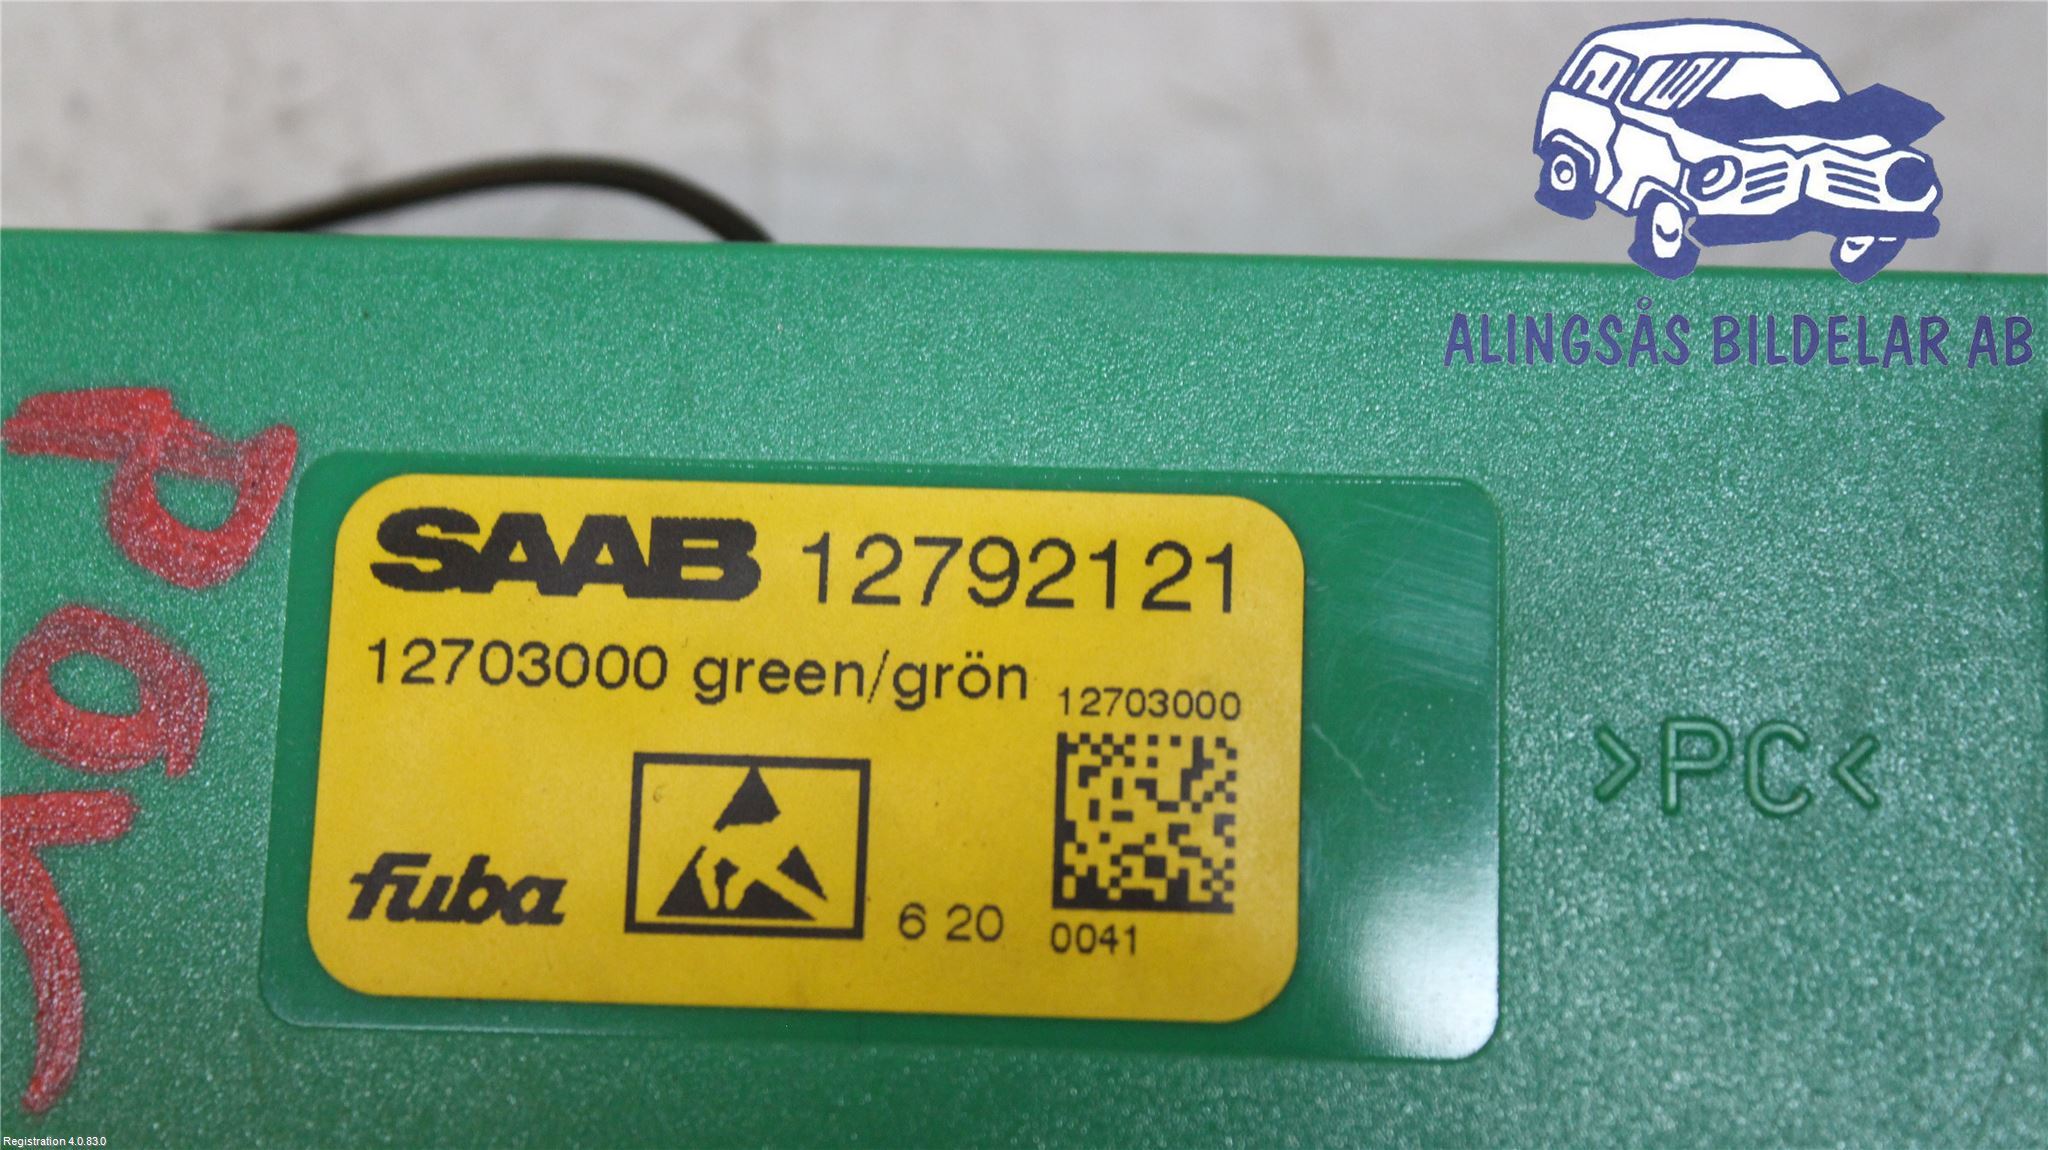 ALINGSÅS BILDELAR AB
SAAB 12792121
12703000 green/grön
12703000
fuba
6 20
0041
>PC<
Registration 4.0.83.0